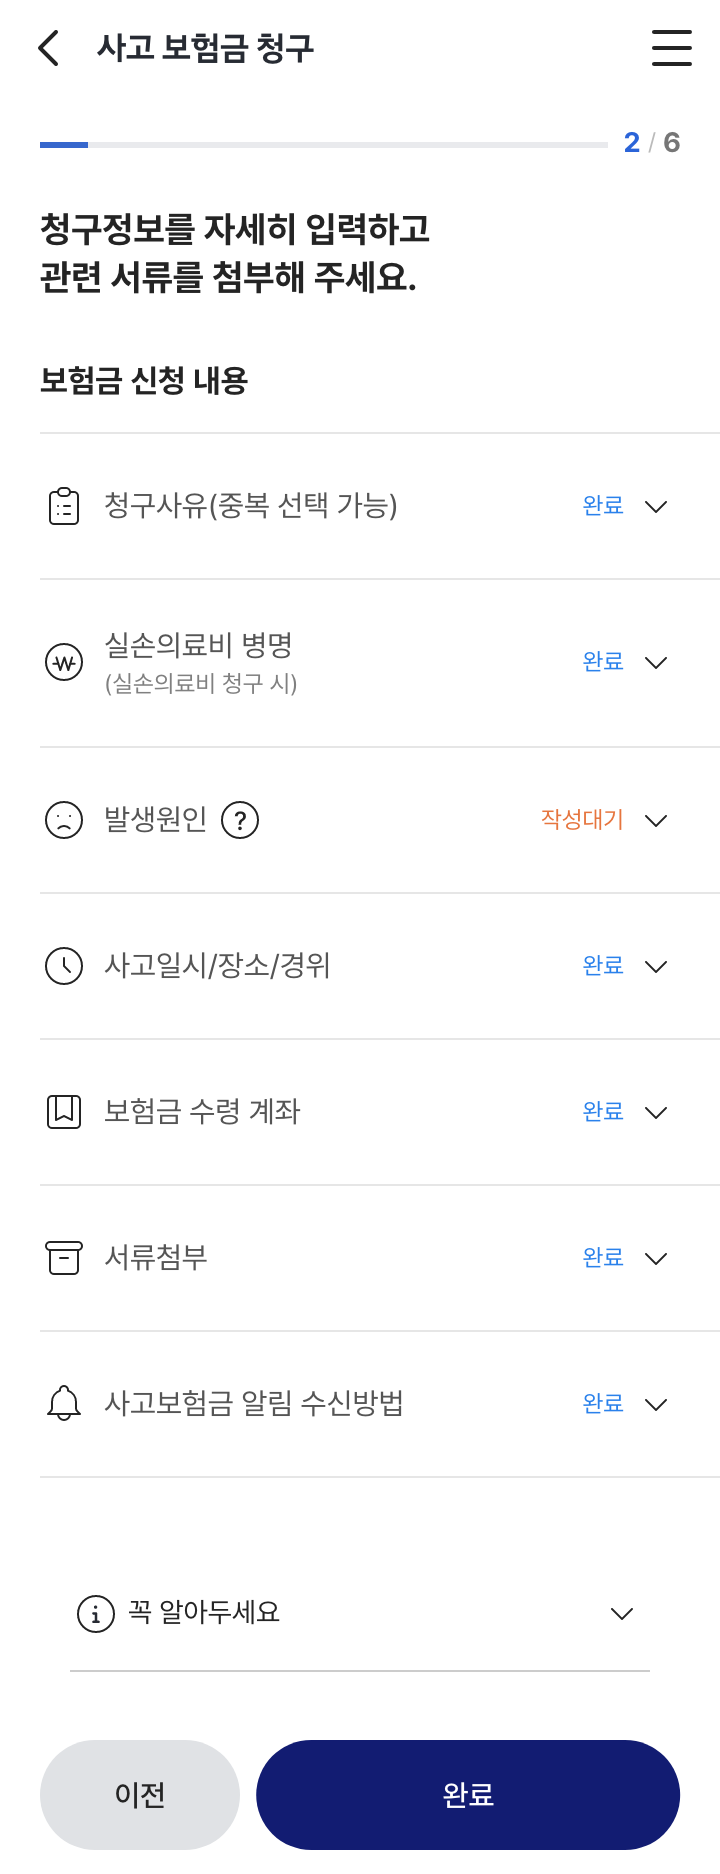 사고 보험금 청구
2 / 6
청구정보를 자세히 입력하고
관련 서류를 첨부해 주세요.
보험금 신청 내용
청구사유(중복 선택 가능) 완료
실손의료비 병명
(실손의료비 청구 시) 완료
발생원인 ? 작성대기
사고일시/장소/경위 완료
보험금 수령 계좌 완료
서류첨부 완료
사고보험금 알림 수신방법 완료
꼭 알아두세요
이전 완료